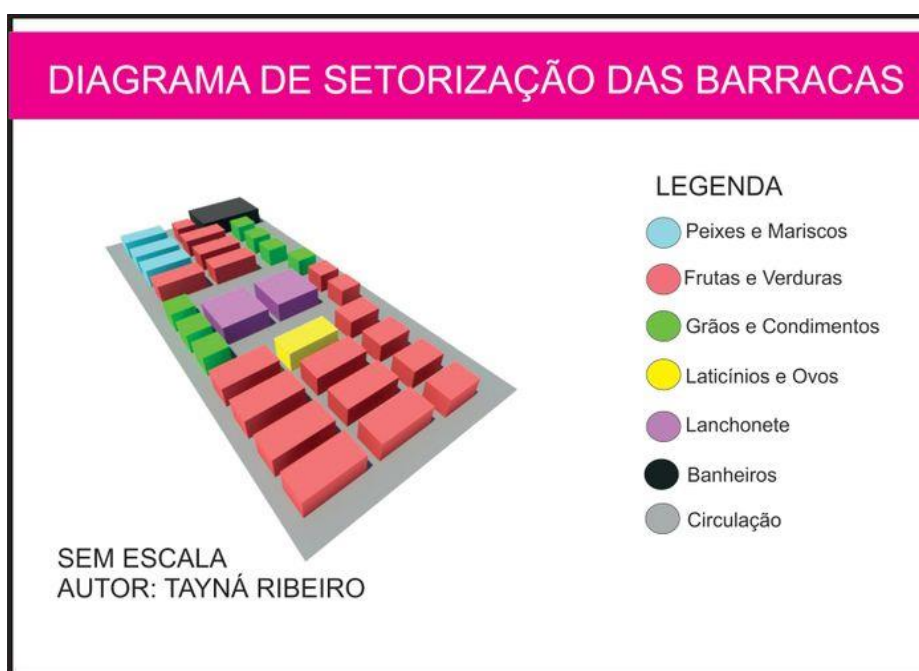 DIAGRAMA DE SETORIZAÇÃO DAS BARRACAS
LEGENDA
Peixes e Mariscos
Frutas e Verduras
Grãos e Condimentos
Laticínios e Ovos
Lanchonete
Banheiros
Circulação
SEM ESCALA
AUTOR: TAYNÁ RIBEIRO